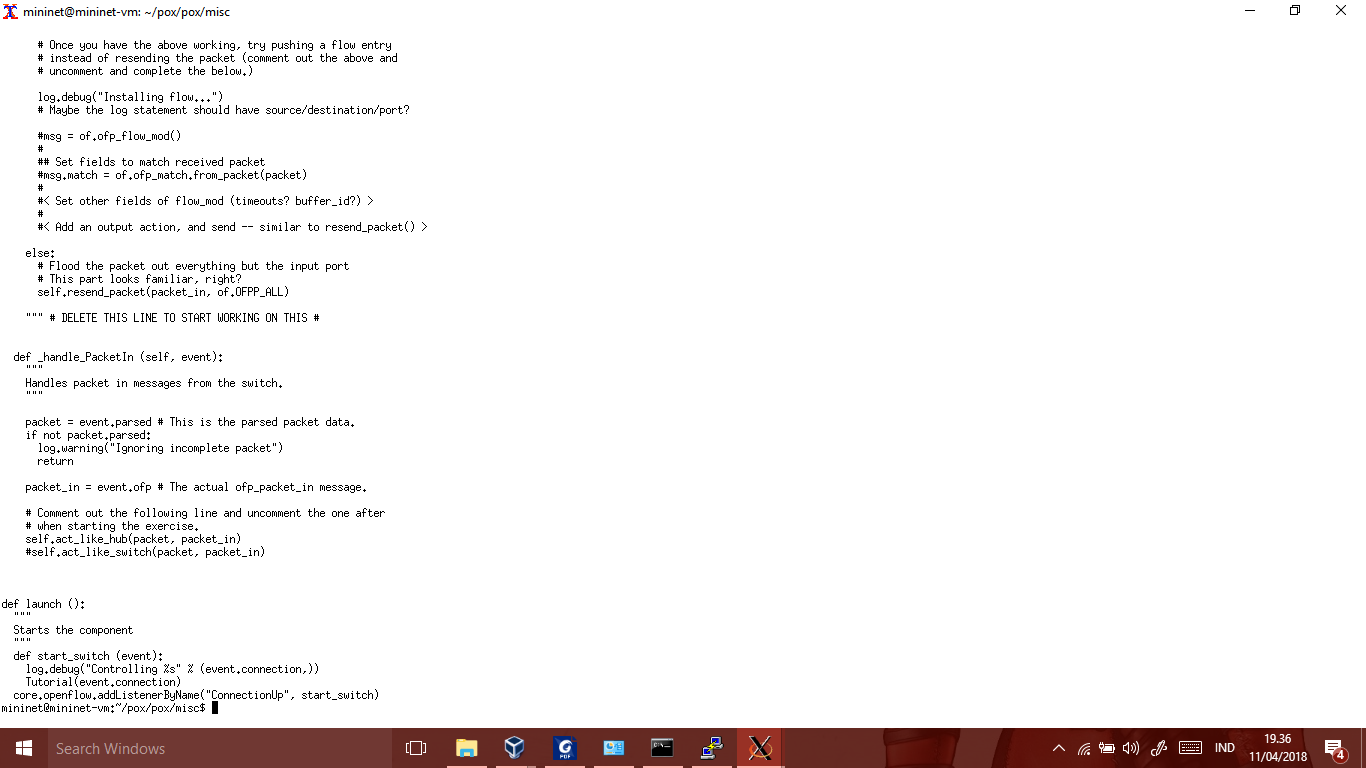 mininet@mininet-vm: ~/pox/pox/misc
# Once you have the above working, try pushing a flow entry
# instead of resending the packet (comment out the above and
# uncomment and complete the below.)
log.debug("Installing flow...")
# Maybe the log statement should have source/destination/port?
#msg = of.ofp_flow_mod()
#
## Set fields to match received packet
#msg.match = of.ofp_match.from_packet(packet)
#
#< Set other fields of flow_mod (timeouts? buffer_id?) >
#
#< Add an output action, and send -- similar to resend_packet() >
else:
# Flood the packet out everything but the input port
# This part looks familiar, right?
self.resend_packet(packet_in, of.OFPP_ALL)
""" # DELETE THIS LINE TO START WORKING ON THIS #
def _handle_PacketIn (self, event):
"""
Handles packet in messages from the switch.
"""
packet = event.parsed # This is the parsed packet data.
if not packet.parsed:
log.warning("Ignoring incomplete packet")
return
packet_in = event.ofp # The actual ofp_packet_in message.
# Comment out the following line and uncomment the one after
# when starting the exercise.
self.act_like_hub(packet, packet_in)
#self.act_like_switch(packet, packet_in)
def launch ():
"""
Starts the component
"""
def start_switch (event):
log.debug("Controlling %s" % (event.connection,))
Tutorial(event.connection)
core.openflow.addListenerByName("ConnectionUp", start_switch)
mininet@mininet-vm:~/pox/pox/misc$
Search Windows
PDF
IND
19.36
11/04/2018
4